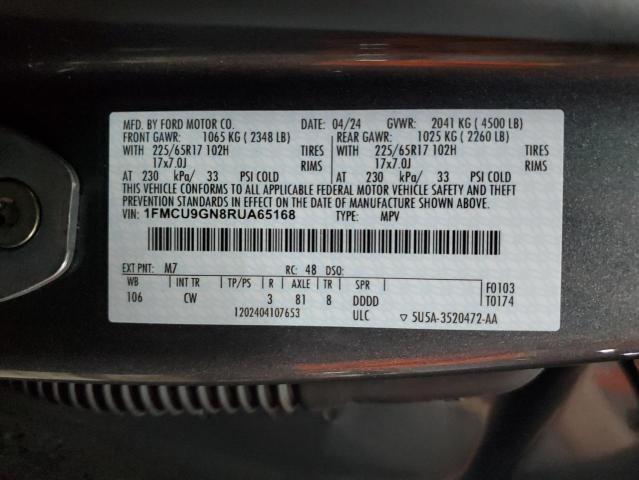 MFD. BY FORD MOTOR CO. DATE: 04/24 GVWR: 2041 KG ( 4500 LB)
FRONT GAWR: 1065 KG ( 2348 LB) REAR GAWR: 1025 KG ( 2260 LB)
WITH 225/65R17 102H TIRES WITH 225/65R17 102H TIRES
17x7.0J RIMS 17x7.0J RIMS
AT 230 kPa/ 33 PSI COLD AT 230 kPa/ 33 PSI COLD
THIS VEHICLE CONFORMS TO ALL APPLICABLE FEDERAL MOTOR VEHICLE SAFETY AND THEFT
PREVENTION STANDARDS IN EFFECT ON THE DATE OF MANUFACTURE SHOWN ABOVE.
VIN: 1FMCU9GN8RUA65168 TYPE: MPV
EXT PNT: M7 RC: 48 DSO:
WB INT TR TP/PS R AXLE TR SPR F0103
106 CW 3 81 8 DDDD T0174
1202404107653 ULC ▽ 5U5A-3520472-AA